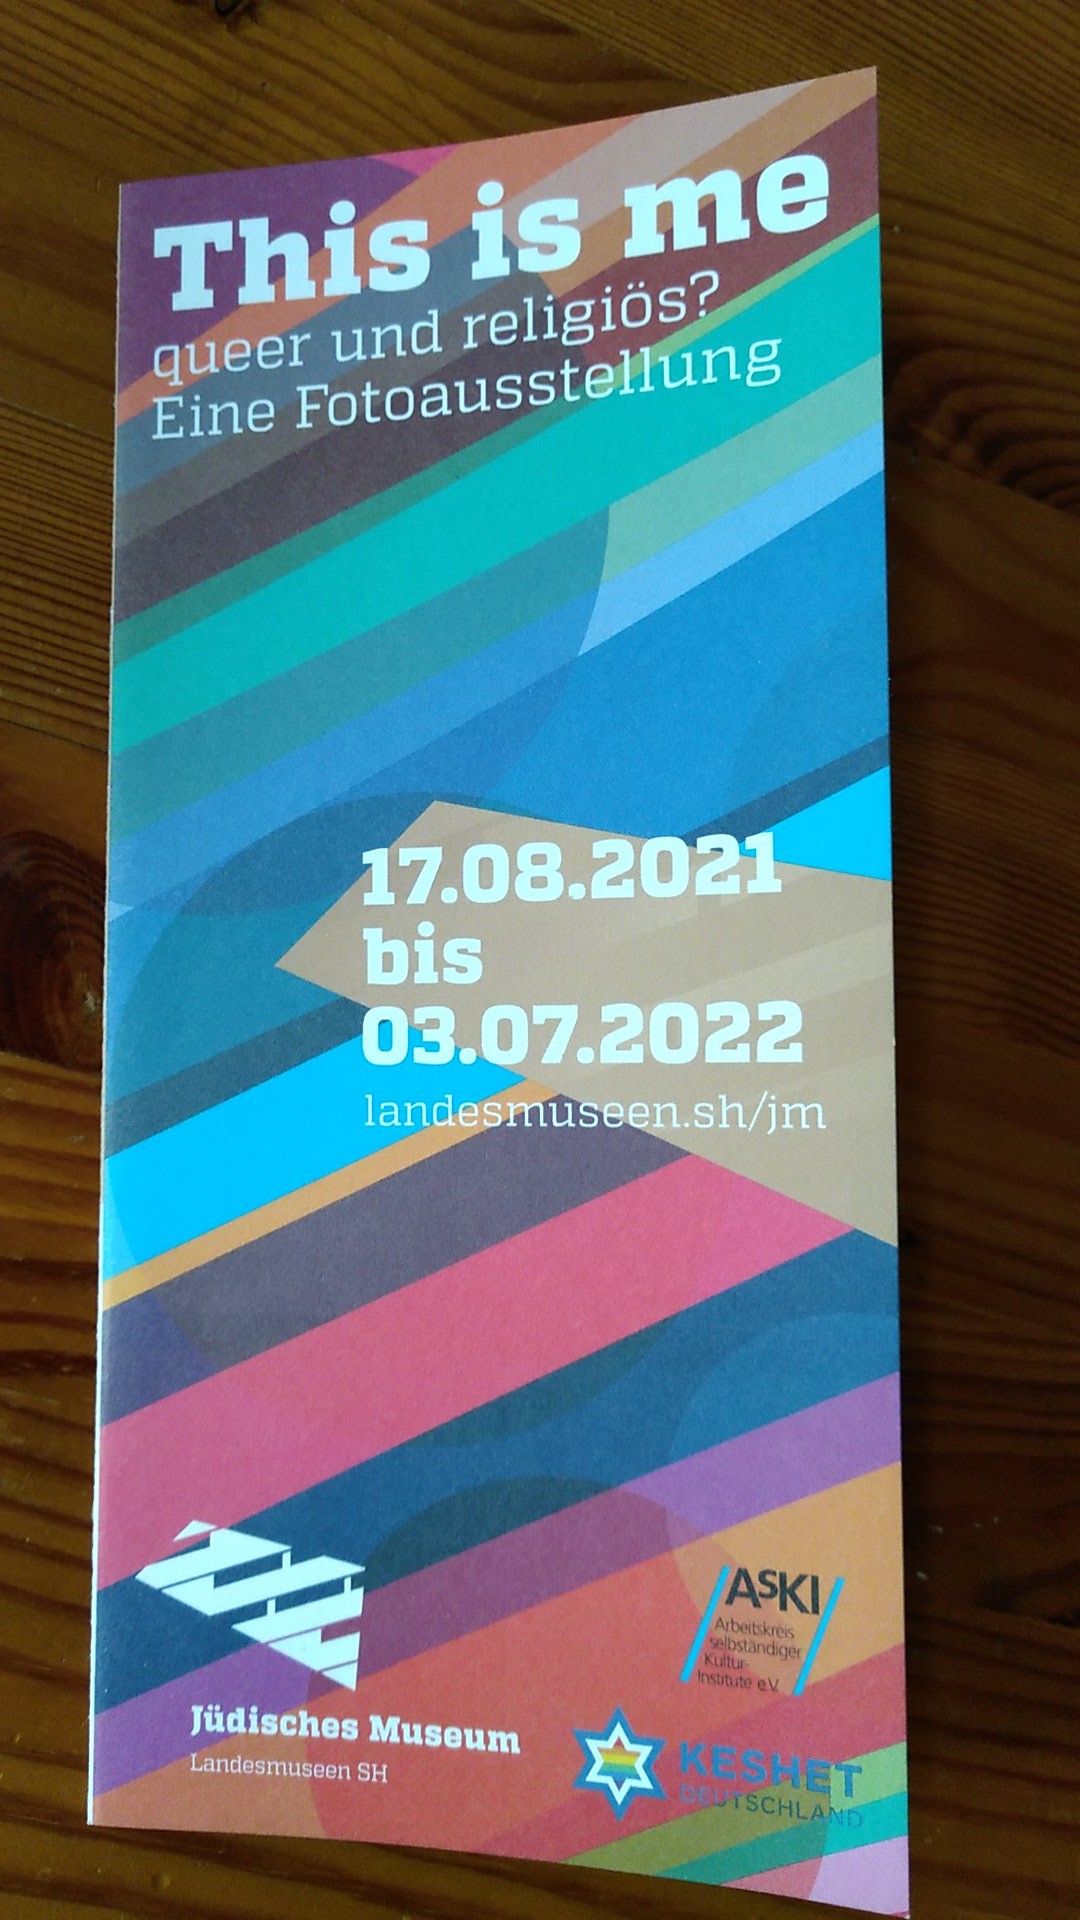 This is me
queer und religiös?
Eine Fotoausstellung
17.08.2021
bis
03.07.2022
landesmuseen.sh/jm
ASKI
Arbeitskreis
selbständiger
Kultur-
Institute e.V.
Jüdisches Museum
Landesmuseen SH
KESHET
DEUTSCHLAND